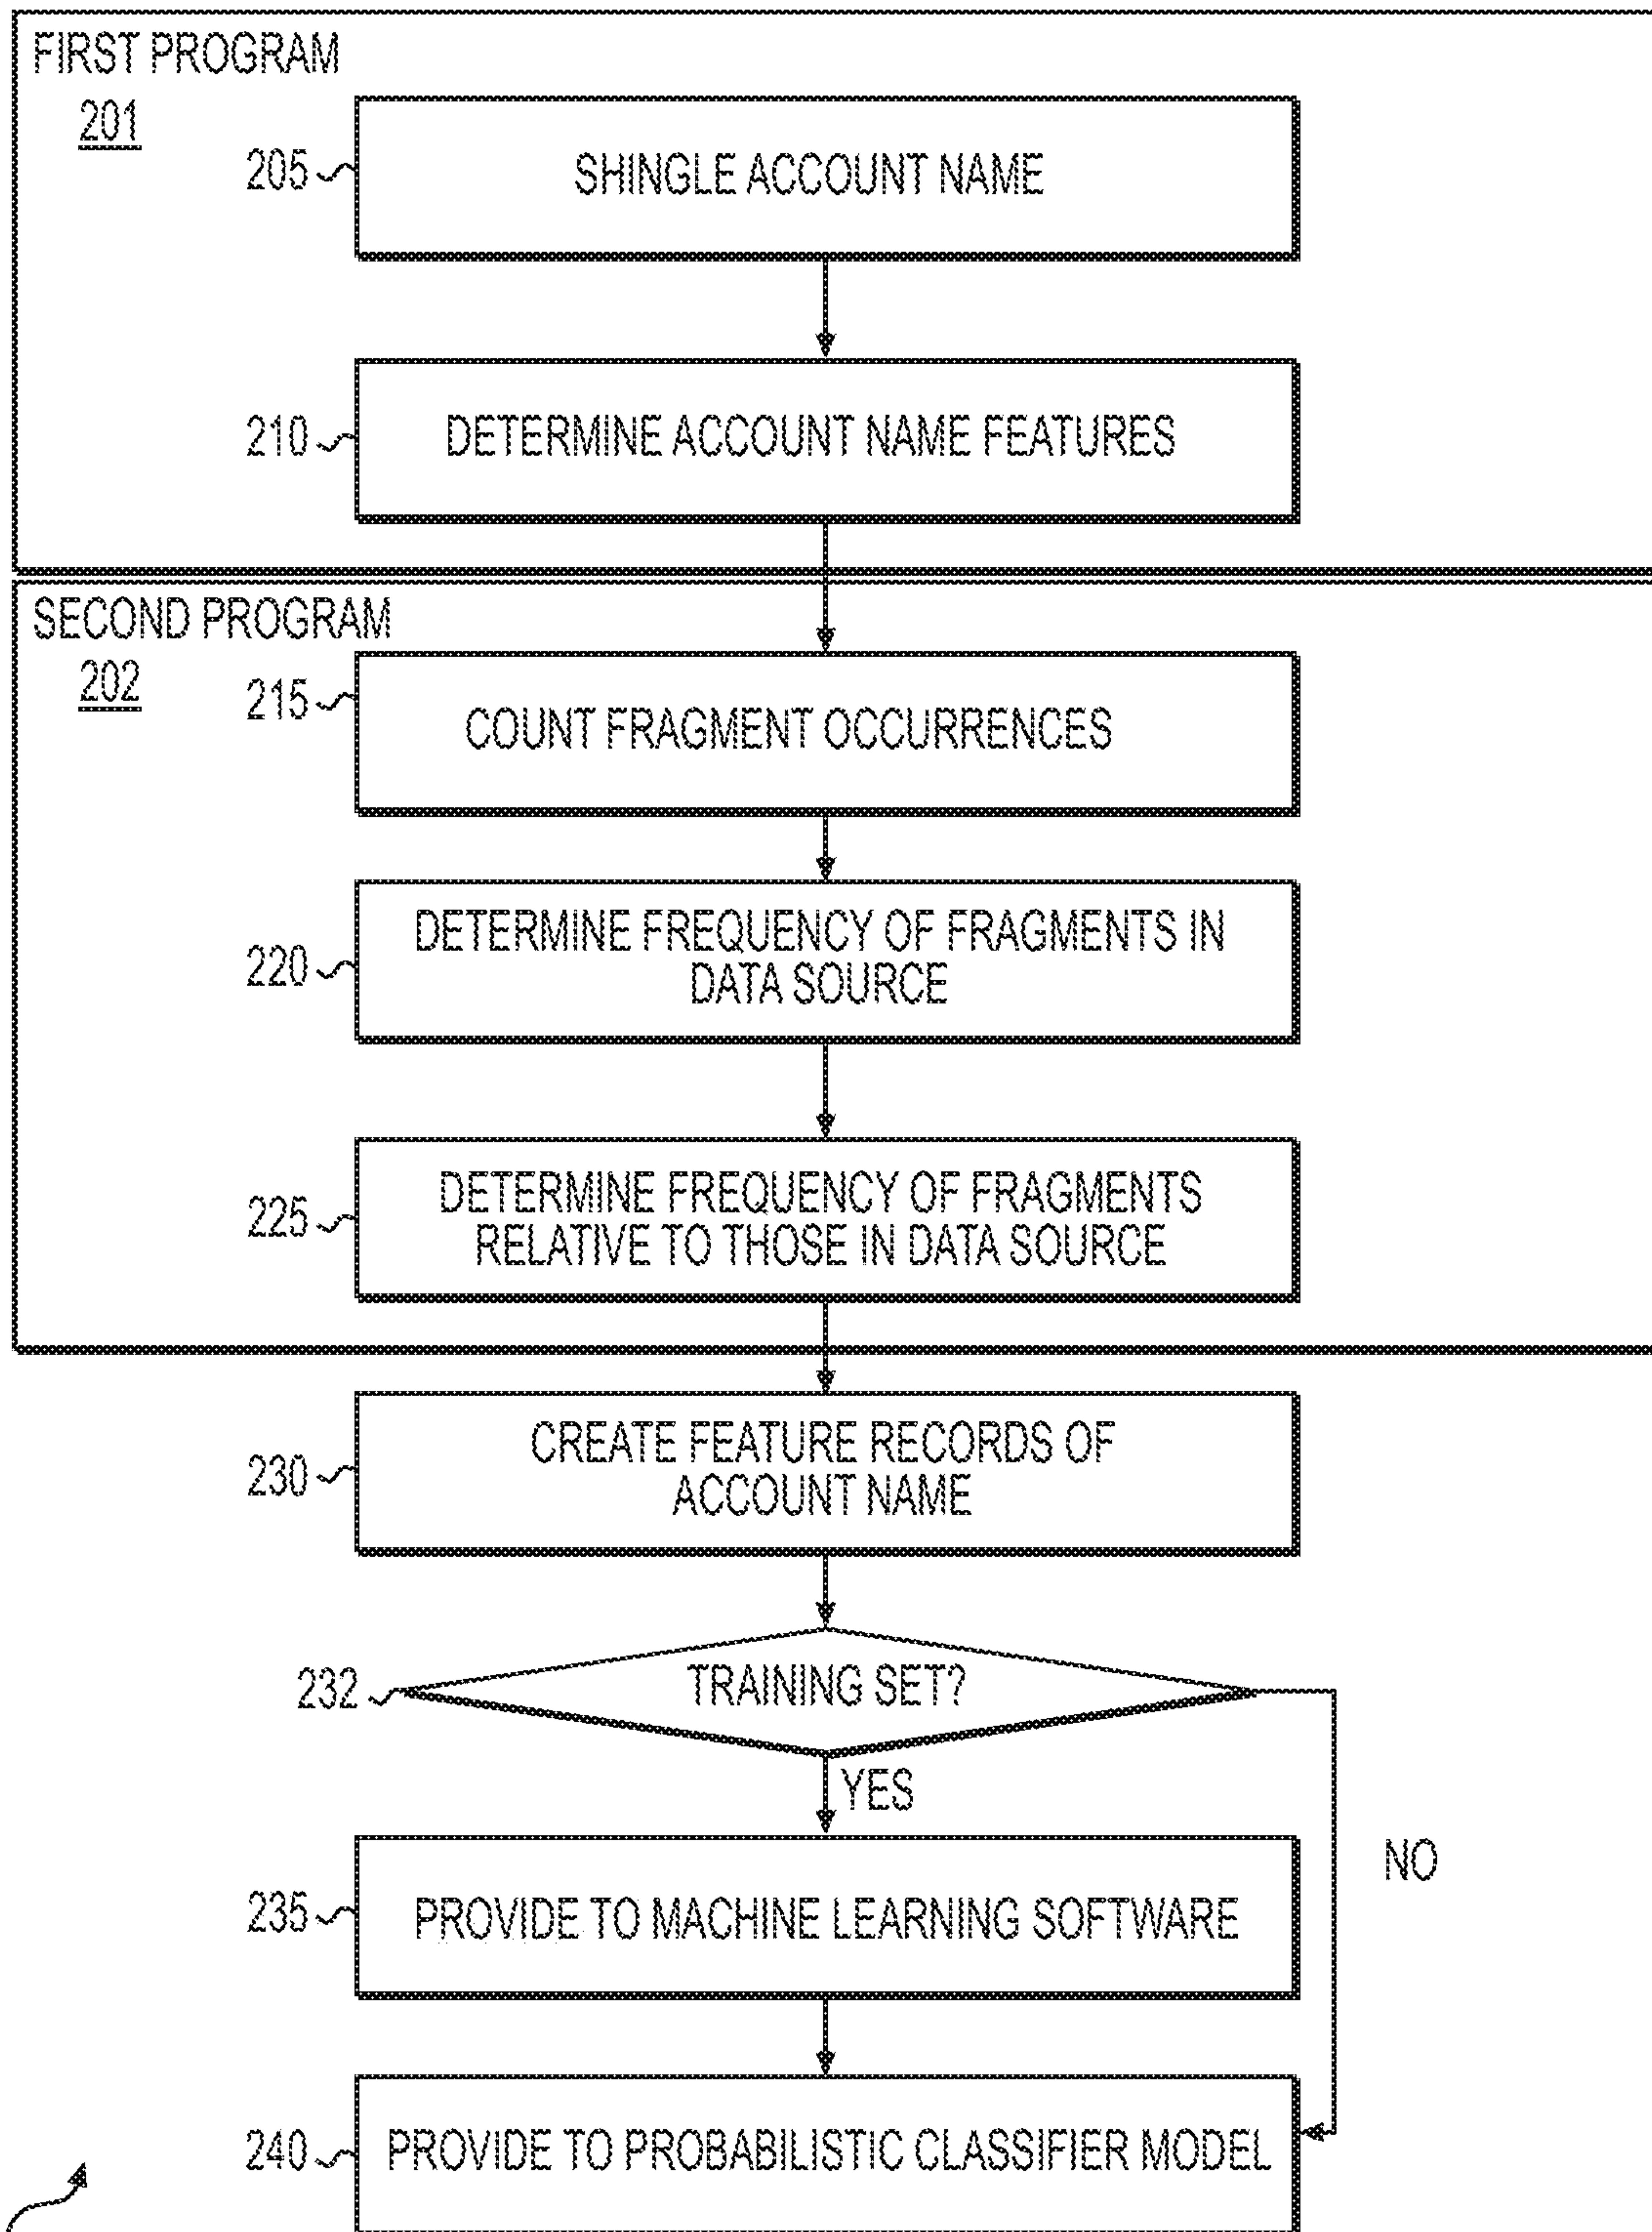 FIRST PROGRAM
201
205
SHINGLE ACCOUNT NAME
210
DETERMINE ACCOUNT NAME FEATURES
SECOND PROGRAM
202
215
COUNT FRAGMENT OCCURRENCES
220
DETERMINE FREQUENCY OF FRAGMENTS IN
DATA SOURCE
225
DETERMINE FREQUENCY OF FRAGMENTS
RELATIVE TO THOSE IN DATA SOURCE
230
CREATE FEATURE RECORDS OF
ACCOUNT NAME
232
TRAINING SET?
YES
NO
235
PROVIDE TO MACHINE LEARNING SOFTWARE
240
PROVIDE TO PROBABILISTIC CLASSIFIER MODEL